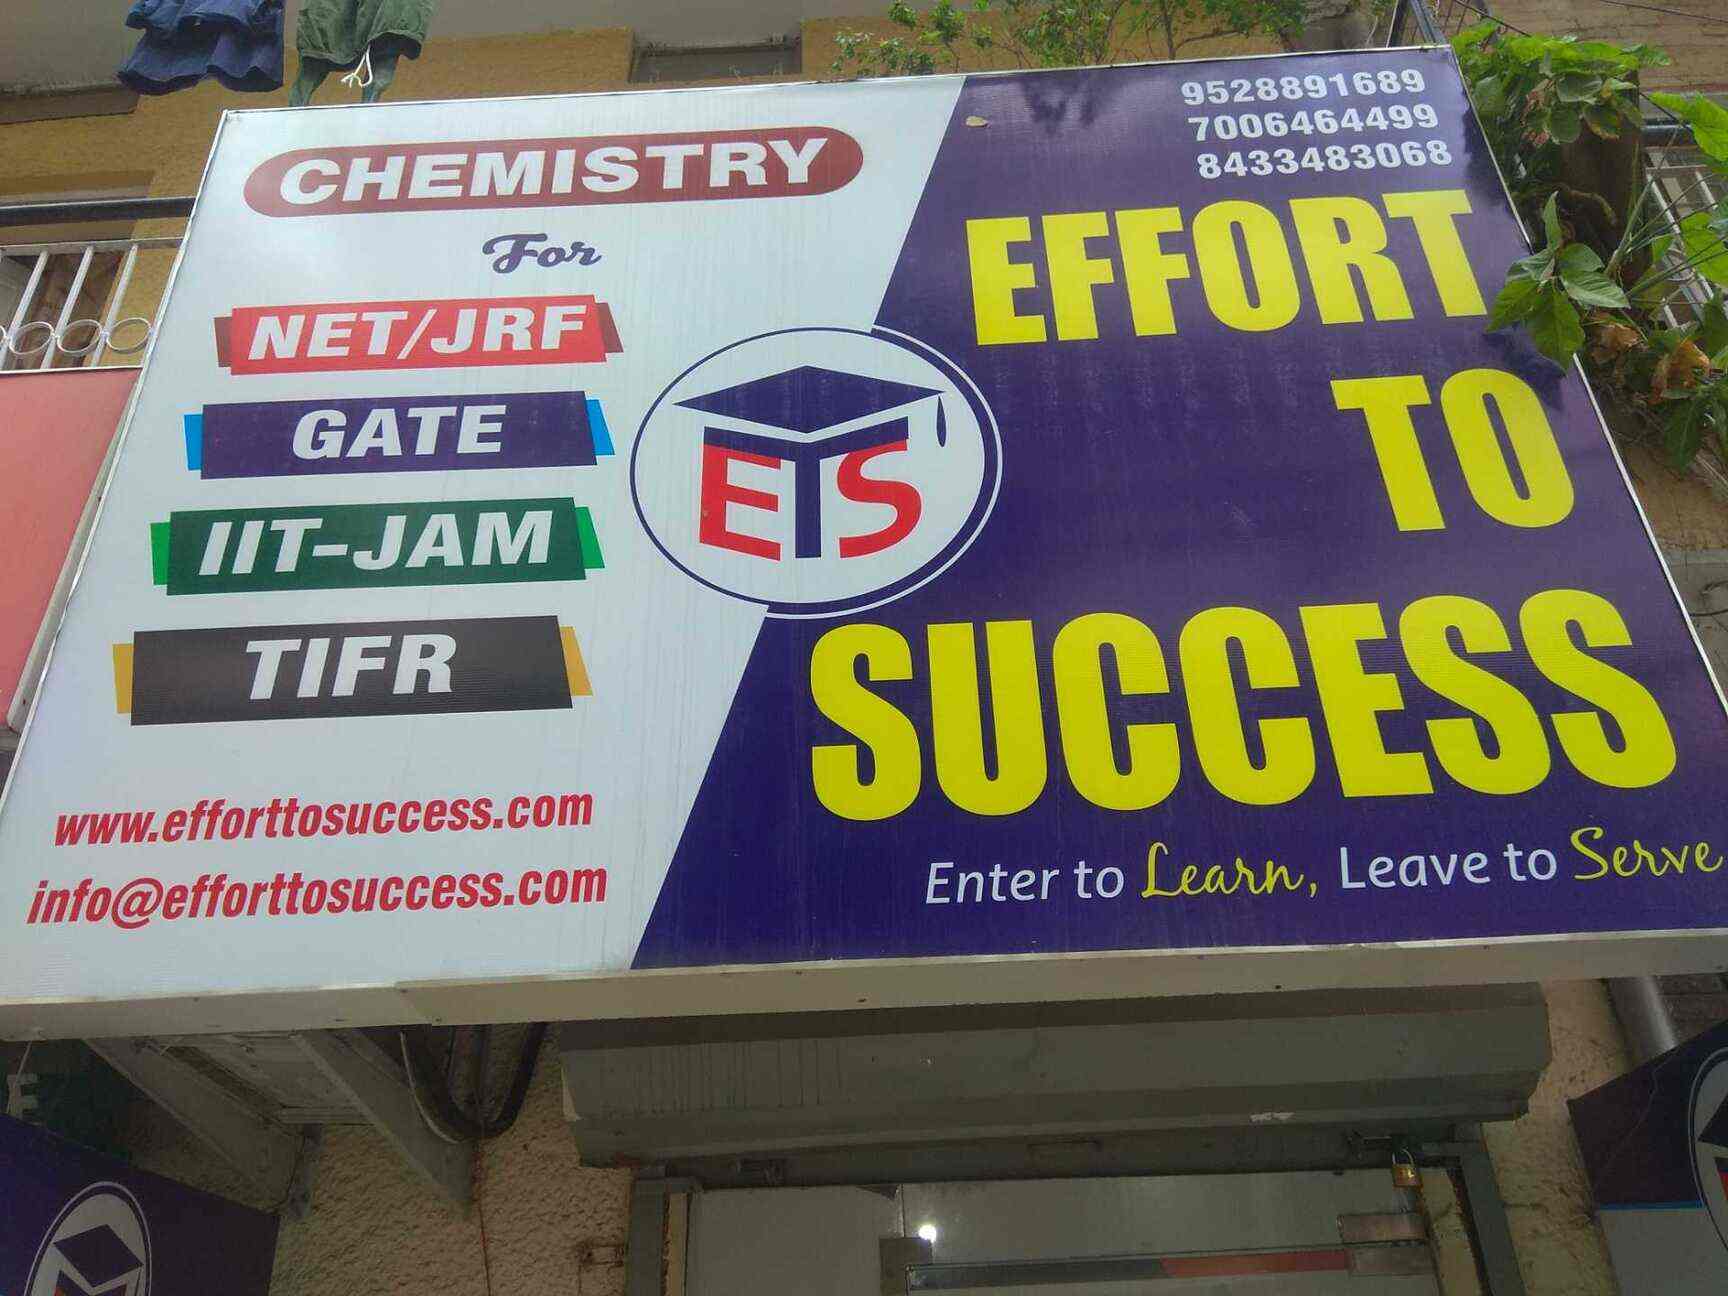 CHEMISTRY
For
NET/JRF
GATE
IIT-JAM
TIFR
www.efforttosuccess.com
info@efforttosuccess.com
ETS
9528891689
7006464499
8433483068
EFFORT
TO
SUCCESS
Enter to Learn, Leave to Serve